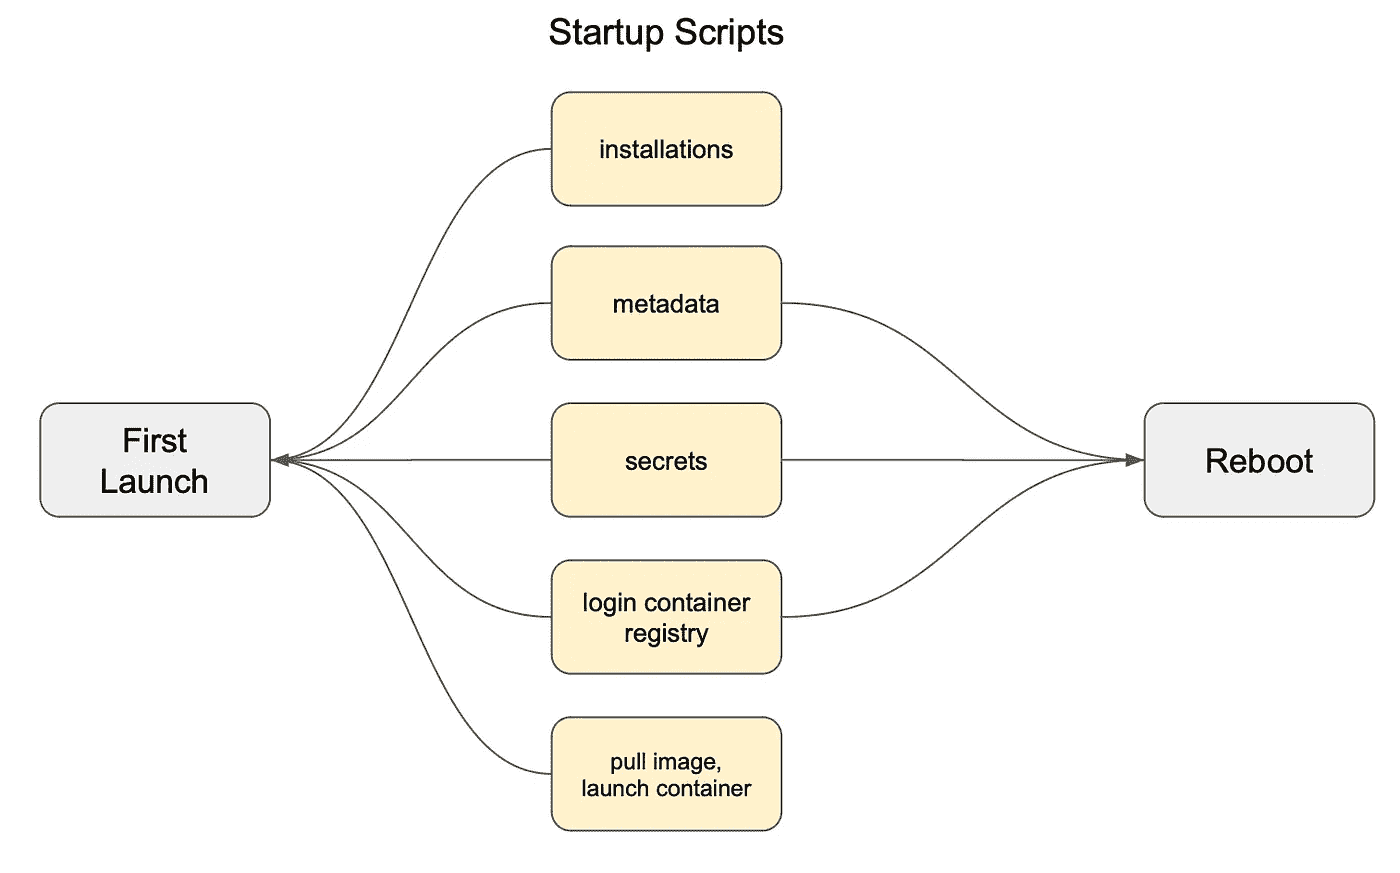 Startup Scripts
installations
metadata
First
Launch
secrets
Reboot
login container
registry
pull image,
launch container